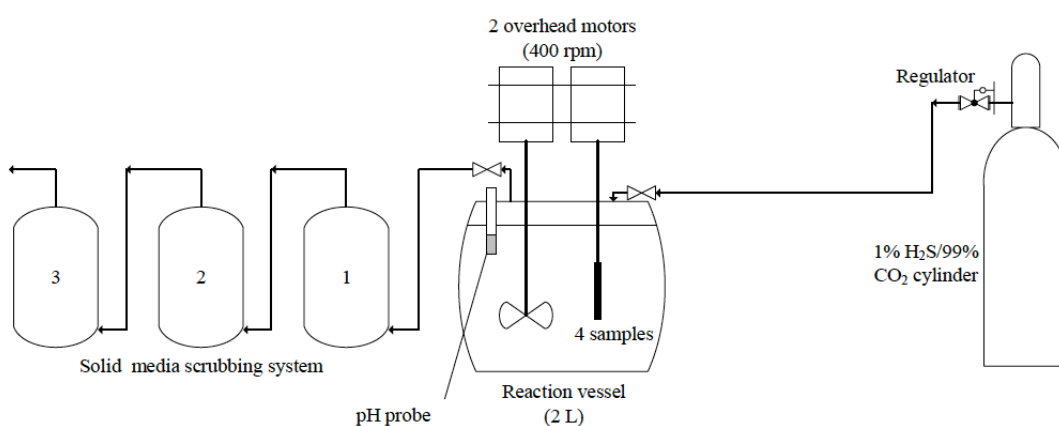 2 overhead motors
(400 rpm)
Regulator
3
2
1
1% H₂S/99%
CO₂ cylinder
4 samples
Solid media scrubbing system
Reaction vessel
(2 L)
pH probe